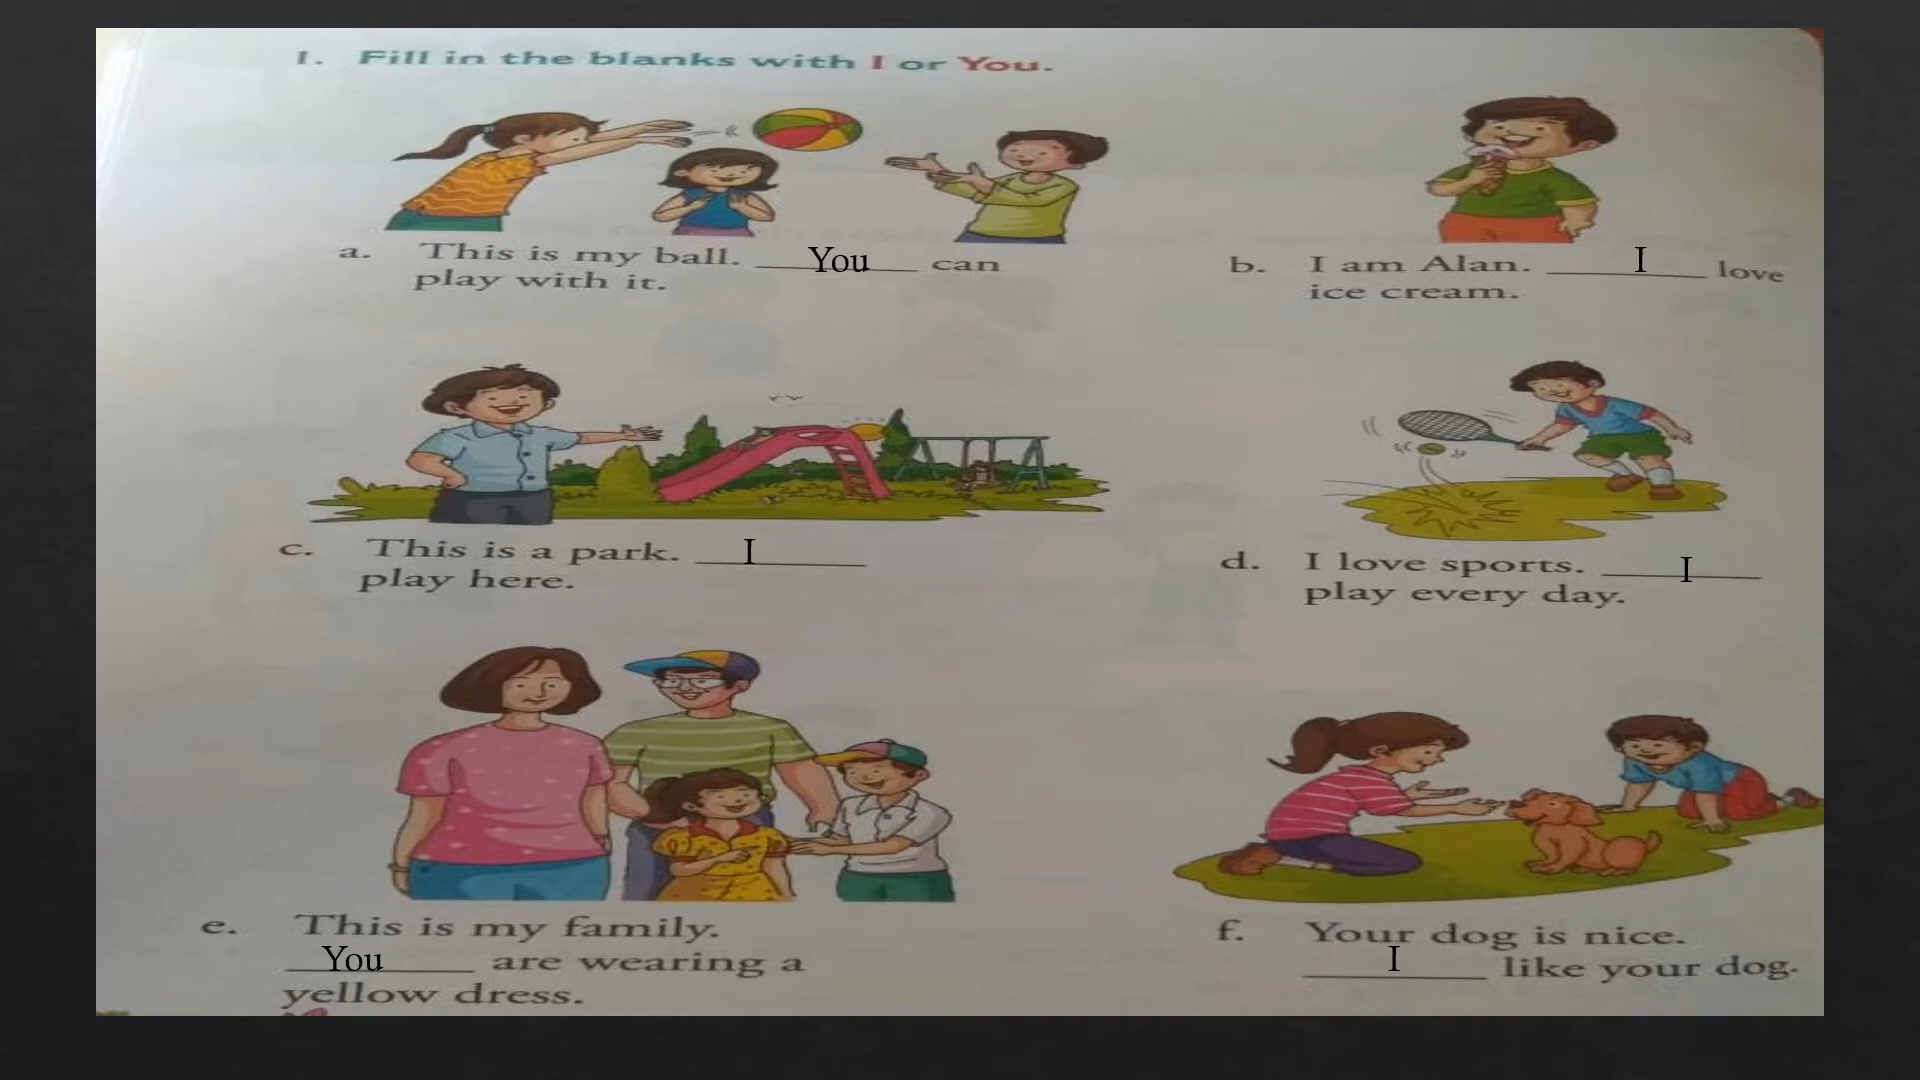 1. Fill in the blanks with I or You.
a. This is my ball. You can
play with it.
b. I am Alan. I love
ice cream.
c. This is a park. I
play here.
d. I love sports. I
play every day.
e. This is my family.
You are wearing a
yellow dress.
f. Your dog is nice.
I like your dog.